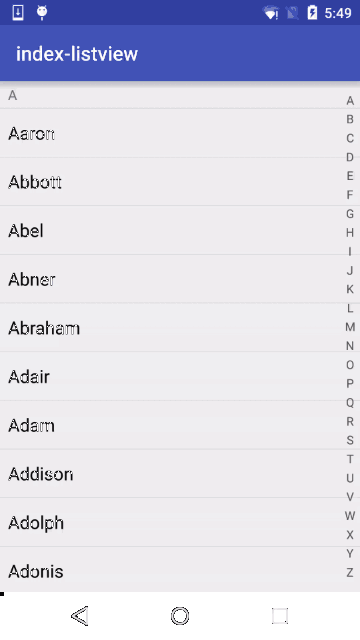 5:49
index-listview
A
Aaron
Abbott
Abel
Abner
Abraham
Adair
Adam
Addison
Adolph
Adonis
A
B
C
D
E
F
G
H
I
J
K
L
M
N
O
P
Q
R
S
T
U
V
W
X
Y
Z